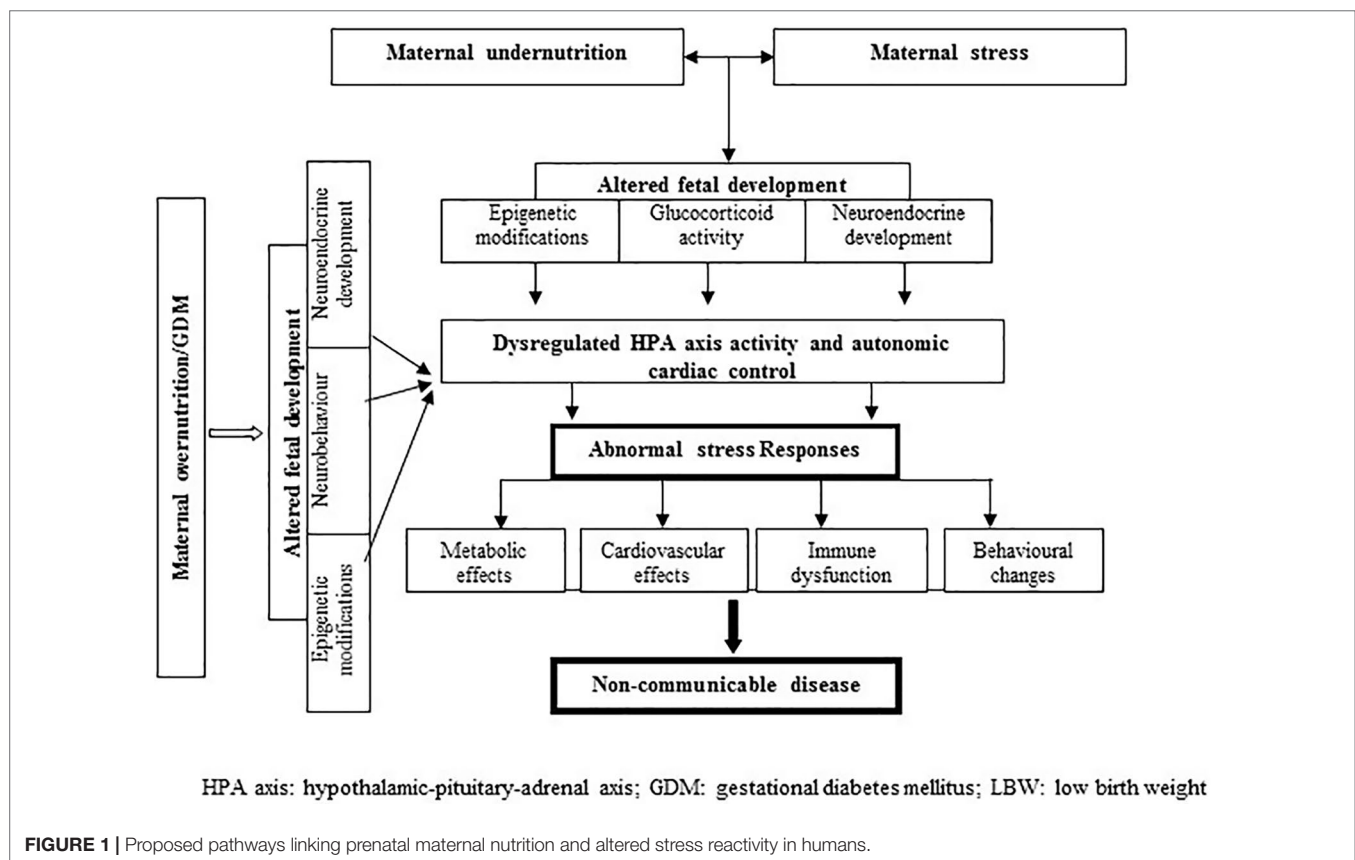 Maternal undernutrition
Maternal stress
Altered fetal development
Epigenetic
modifications
Glucocorticoid
activity
Neuroendocrine
development
Maternal overnutrition/GDM
Altered fetal development
Neuroendocrine
development
Neurobehaviour
Epigenetic
modifications
Dysregulated HPA axis activity and autonomic
cardiac control
Abnormal stress Responses
Metabolic
effects
Cardiovascular
effects
Immune
dysfunction
Behavioural
changes
Non-communicable disease
HPA axis: hypothalamic-pituitary-adrenal axis; GDM: gestational diabetes mellitus; LBW: low birth weight
FIGURE 1 | Proposed pathways linking prenatal maternal nutrition and altered stress reactivity in humans.